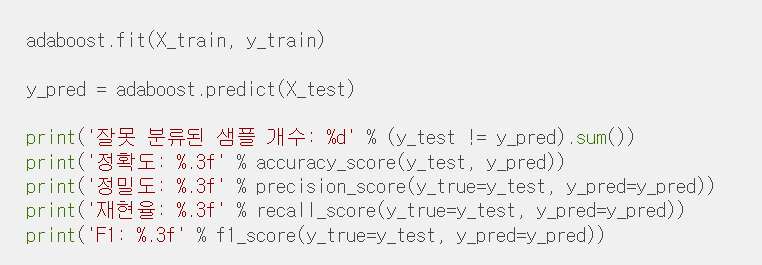 adaboost.fit(X_train, y_train)
y_pred = adaboost.predict(X_test)
print('잘못 분류된 샘플 개수: %d' % (y_test != y_pred).sum())
print('정확도: %.3f' % accuracy_score(y_test, y_pred))
print('정밀도: %.3f' % precision_score(y_true=y_test, y_pred=y_pred))
print('재현율: %.3f' % recall_score(y_true=y_test, y_pred=y_pred))
print('F1: %.3f' % f1_score(y_true=y_test, y_pred=y_pred))